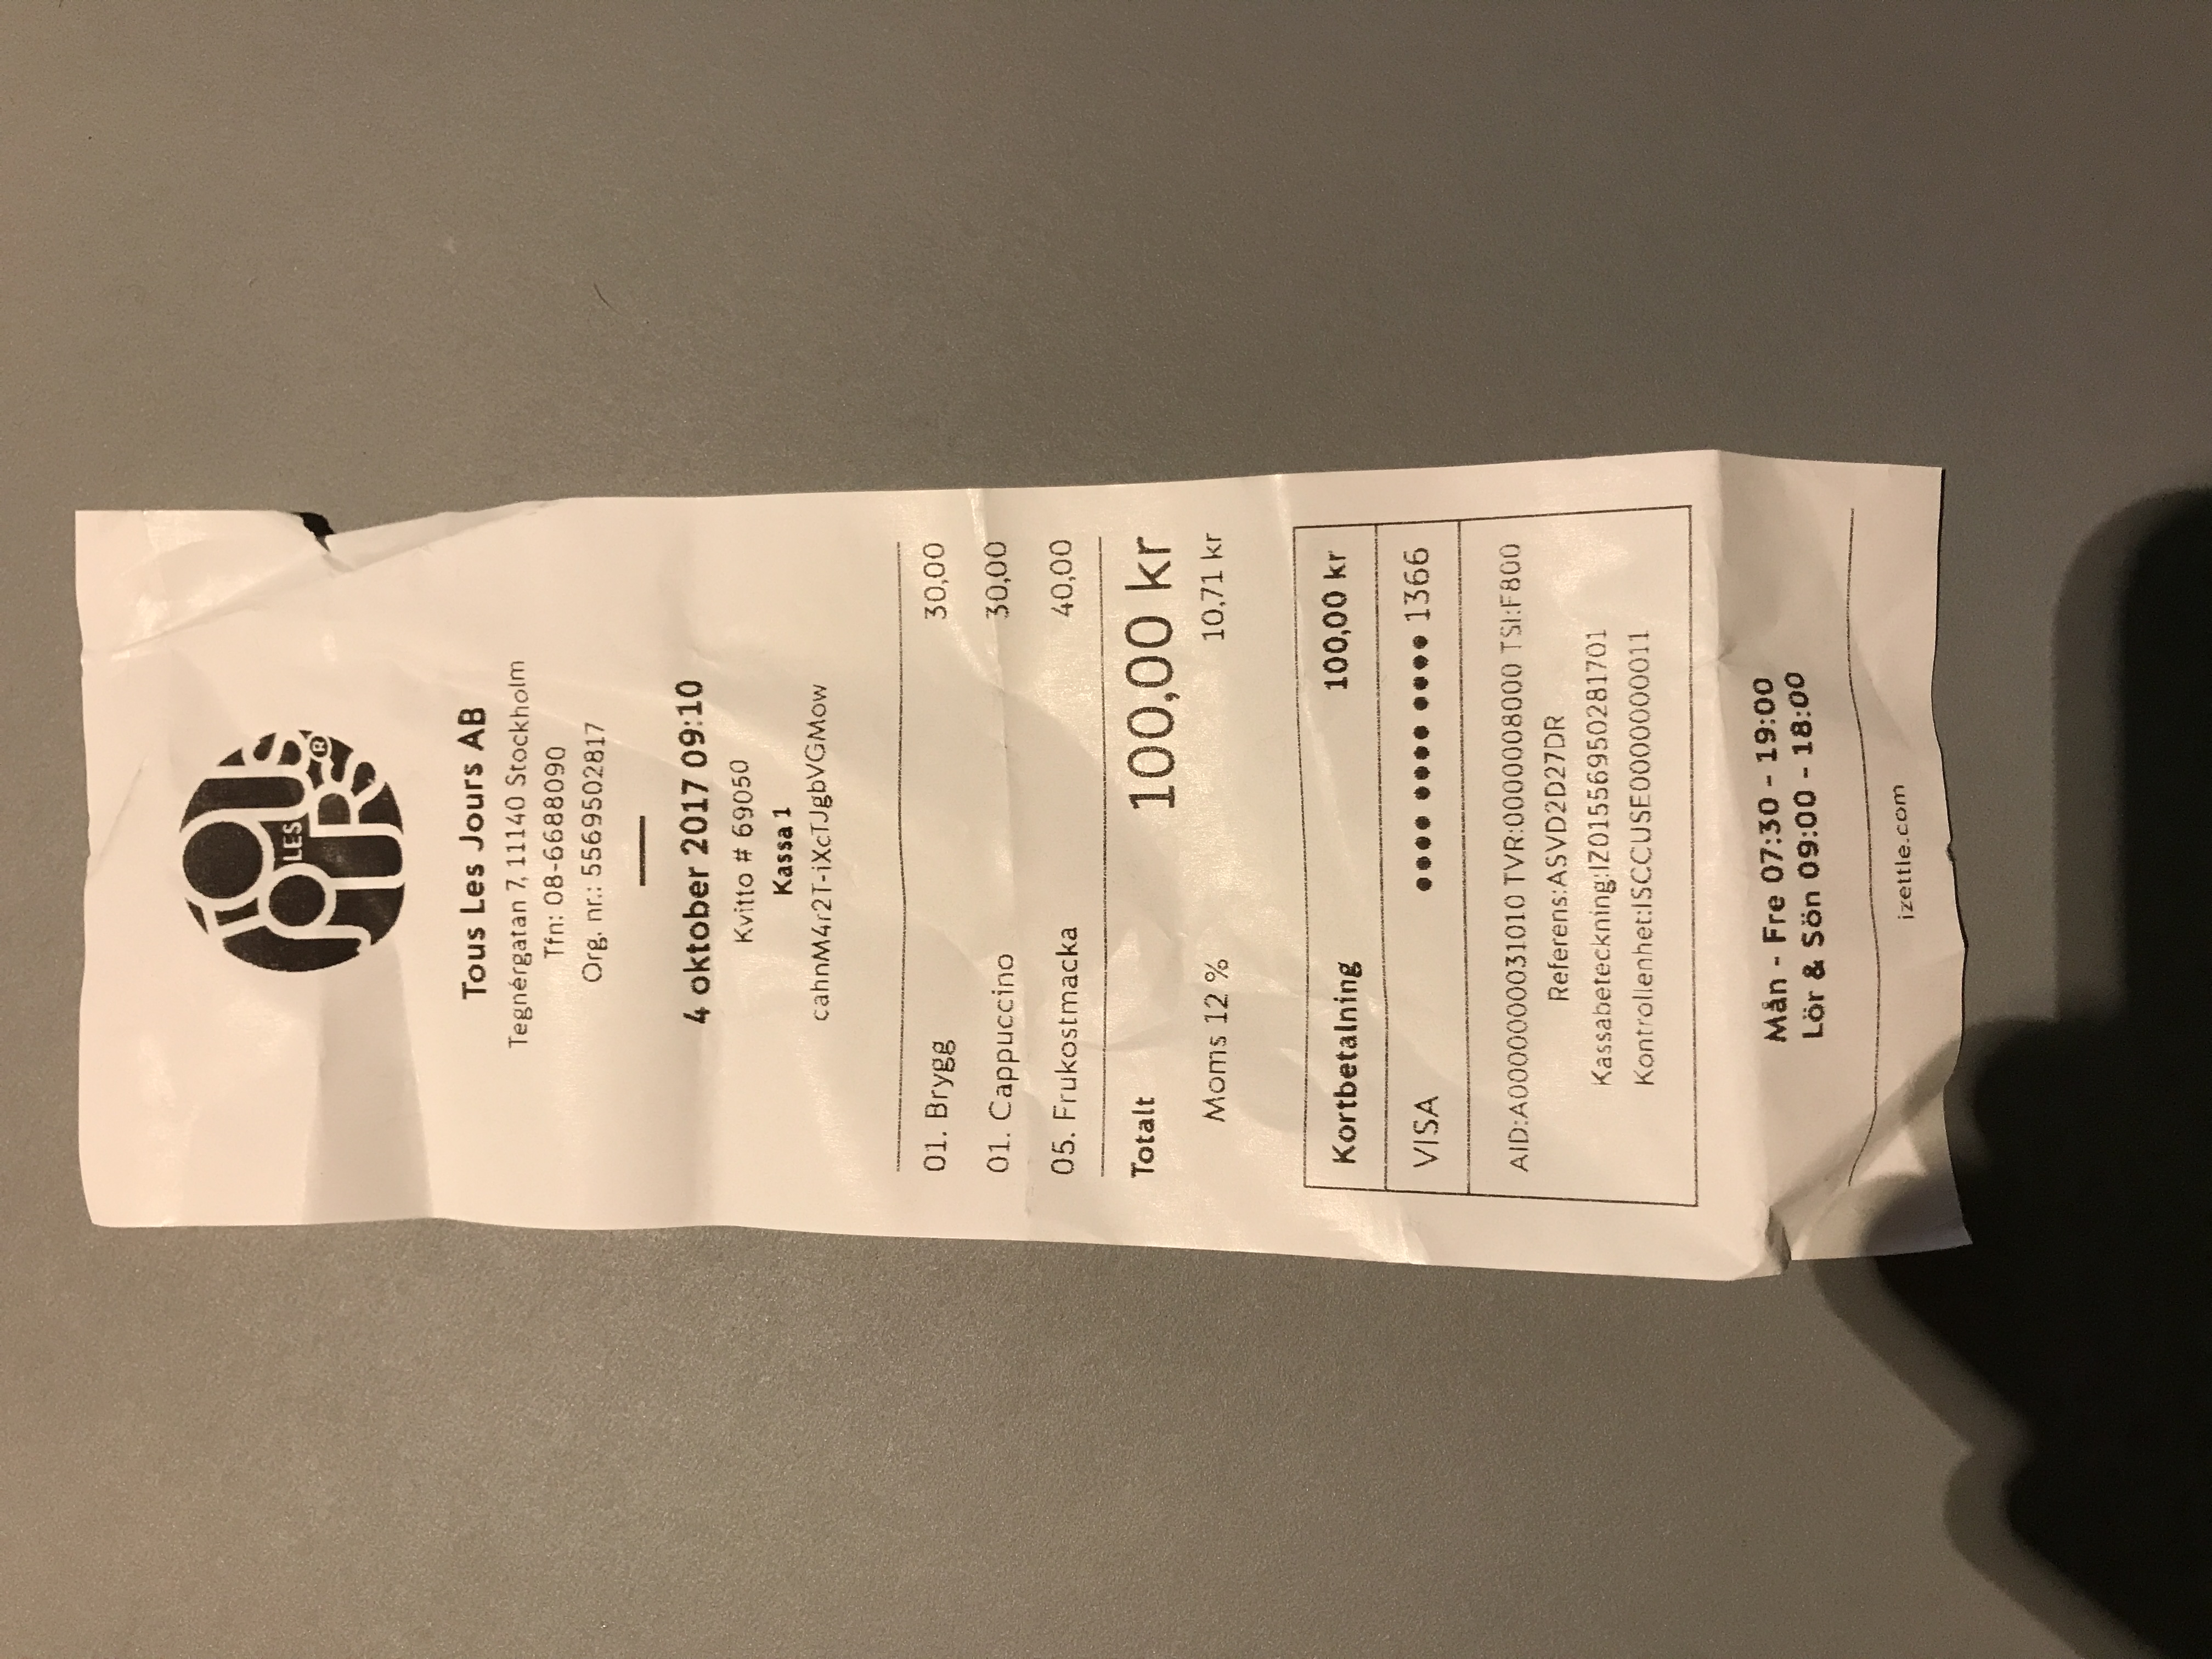 TOUS
LES
JOURS®
Tous Les Jours AB
Tegnérgatan 7, 11140 Stockholm
Tfn: 08-6688090
Org. nr.: 5569502817
4 oktober 2017 09:10
Kvitto # 69050
Kassa 1
cahnM4r2T-iXcTJgbVGMow
01. Brygg 30,00
01. Cappuccino 30,00
05. Frukostmacka 40,00
Totalt 100,00 kr
Moms 12 % 10,71 kr
Kortbetalning 100,00 kr
VISA •••• •••• •••• 1366
AID:A0000000031010 TVR:0000008000 TSI:F800
Referens:ASVD2D27DR
Kassabeteckning:IZ01556950281701
Kontrollenhet:ISCCUSE0000000011
Mån - Fre 07:30 - 19:00
Lör & Sön 09:00 - 18:00
izettle.com